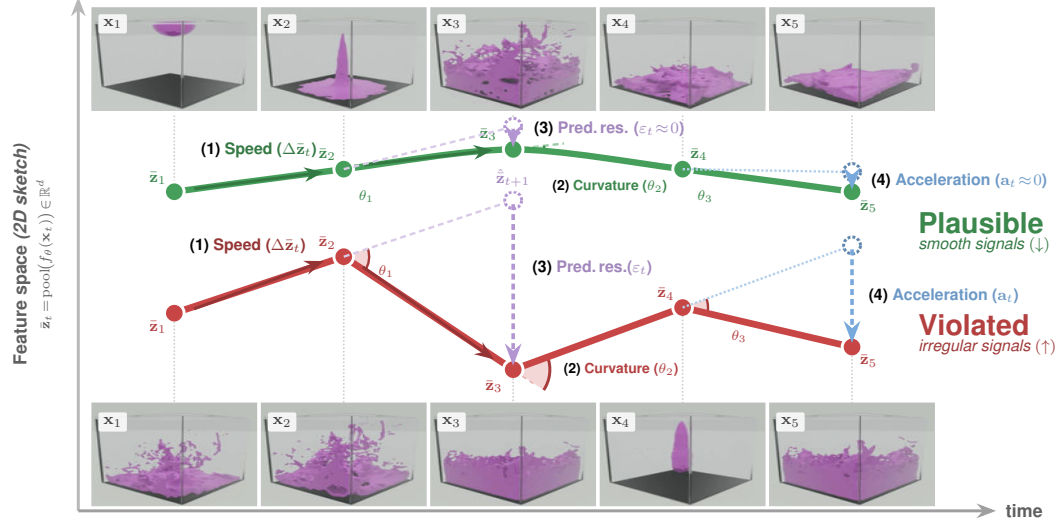 x₁
x₂
x₃
x₄
x₅
Feature space (2D sketch)
z̄ₜ = pool(f_θ(xₜ)) ∈ ℝᵈ
(1) Speed (Δz̄ₜ)
(3) Pred. res. (εₜ≈0)
(2) Curvature (θ₂)
(4) Acceleration (aₜ≈0)
z̄₁
z̄₂
z̄₃
z̄₄
z̄₅
θ₁
θ₃
ẑ̄ₜ₊₁
Plausible
smooth signals (↓)
(1) Speed (Δz̄ₜ)
(3) Pred. res.(εₜ)
(2) Curvature (θ₂)
(4) Acceleration (aₜ)
z̄₁
z̄₂
z̄₃
z̄₄
z̄₅
θ₁
θ₃
Violated
irregular signals (↑)
x₁
x₂
x₃
x₄
x₅
time